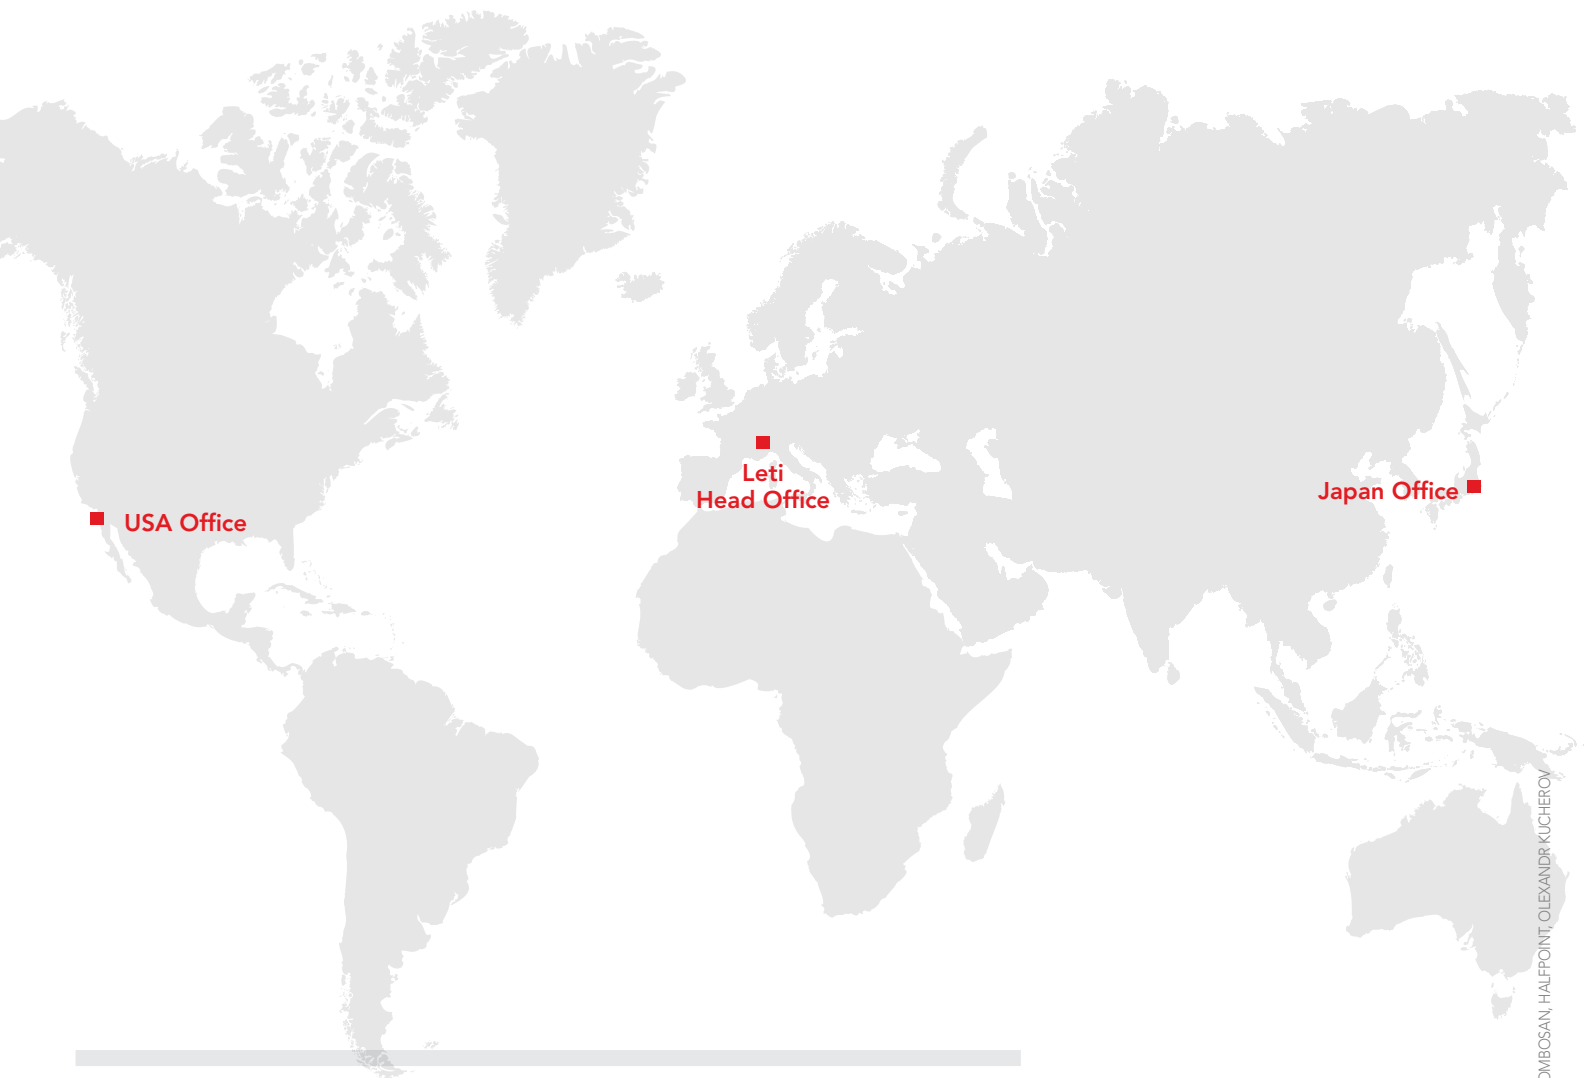 Leti
Head Office
Japan Office
USA Office
OMBOSAN, HALFPOINT, OLEXANDR KUCHEROV